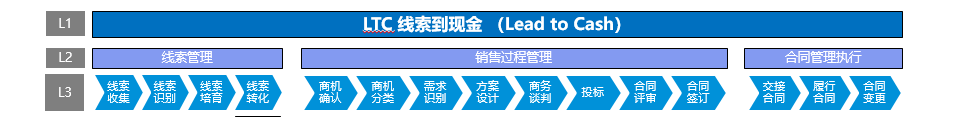 L1
LTC 线索到现金 （Lead to Cash）
L2
线索管理
销售过程管理
合同管理执行
L3
线索
收集
线索
识别
线索
培育
线索
转化
商机
确认
商机
分类
需求
识别
方案
设计
商务
谈判
投标
合同
评审
合同
签订
交接
合同
履行
合同
合同
变更